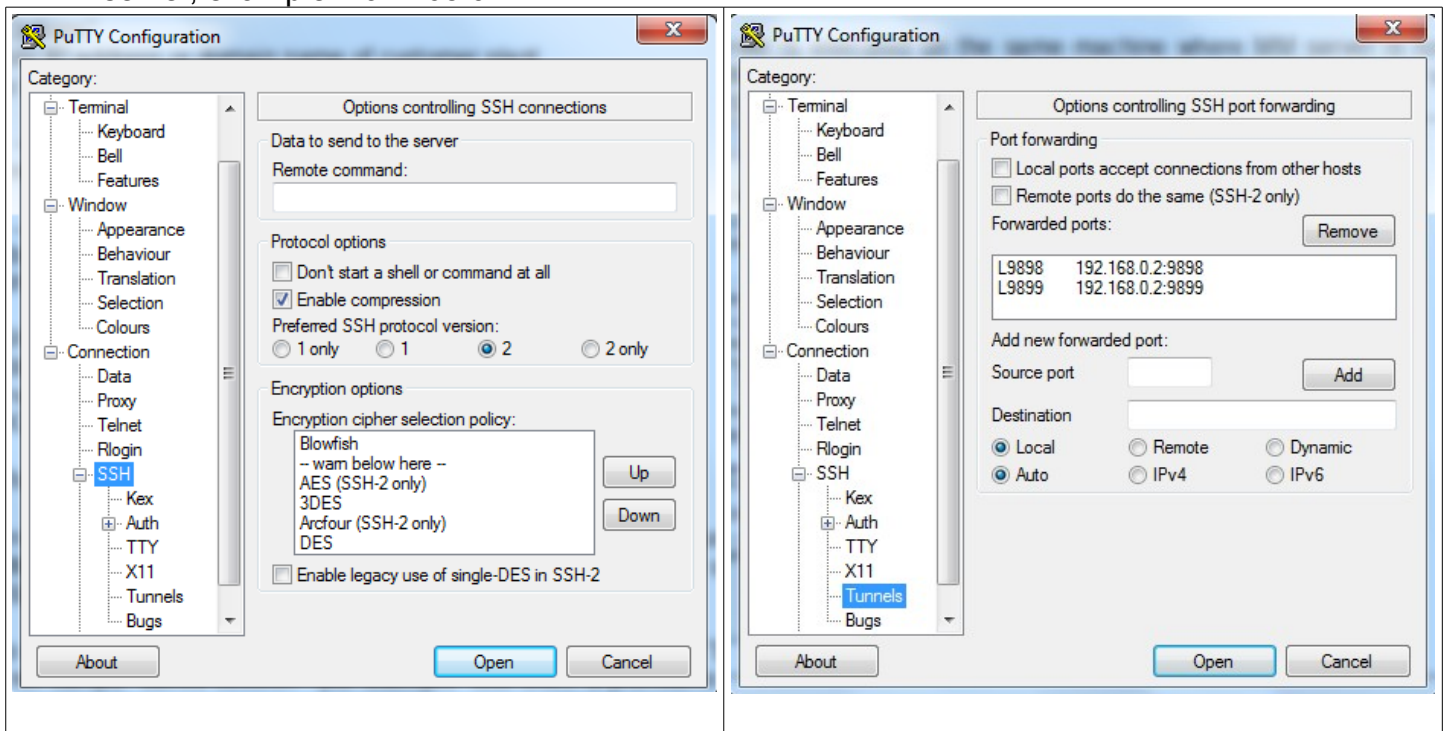 PuTTY Configuration
Category:
Terminal
Keyboard
Bell
Features
Window
Appearance
Behaviour
Translation
Selection
Colours
Connection
Data
Proxy
Telnet
Rlogin
SSH
Kex
Auth
TTY
X11
Tunnels
Bugs
Options controlling SSH connections
Data to send to the server
Remote command:
Protocol options
Don't start a shell or command at all
Enable compression
Preferred SSH protocol version:
1 only 1 2 2 only
Encryption options
Encryption cipher selection policy:
Blowfish
-- warn below here --
AES (SSH-2 only)
3DES
Arcfour (SSH-2 only)
DES
Up
Down
Enable legacy use of single-DES in SSH-2
About Open Cancel
PuTTY Configuration
Category:
Terminal
Keyboard
Bell
Features
Window
Appearance
Behaviour
Translation
Selection
Colours
Connection
Data
Proxy
Telnet
Rlogin
SSH
Kex
Auth
TTY
X11
Tunnels
Bugs
Options controlling SSH port forwarding
Port forwarding
Local ports accept connections from other hosts
Remote ports do the same (SSH-2 only)
Forwarded ports: Remove
L9898 192.168.0.2:9898
L9899 192.168.0.2:9899
Add new forwarded port:
Source port Add
Destination
Local Remote Dynamic
Auto IPv4 IPv6
About Open Cancel